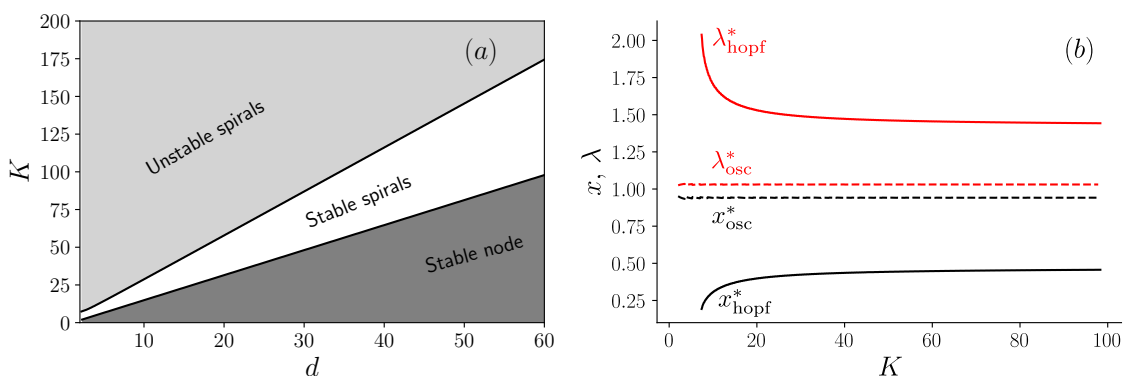 (a)
200
175
150
125
100
75
50
25
0
K
Unstable spirals
Stable spirals
Stable node
10
20
30
40
50
60
d
(b)
2.00
1.75
1.50
1.25
1.00
0.75
0.50
0.25
x, λ
λ*hopf
λ*osc
x*osc
x*hopf
0
20
40
60
80
100
K